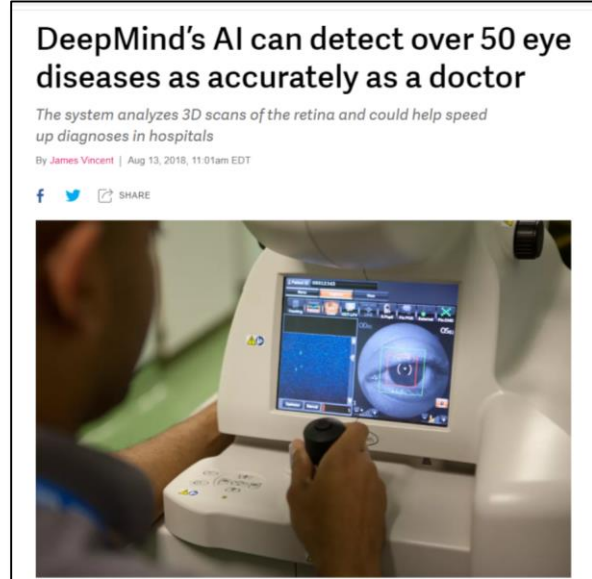 DeepMind’s AI can detect over 50 eye
diseases as accurately as a doctor
The system analyzes 3D scans of the retina and could help speed
up diagnoses in hospitals
By James Vincent | Aug 13, 2018, 11:01am EDT
SHARE